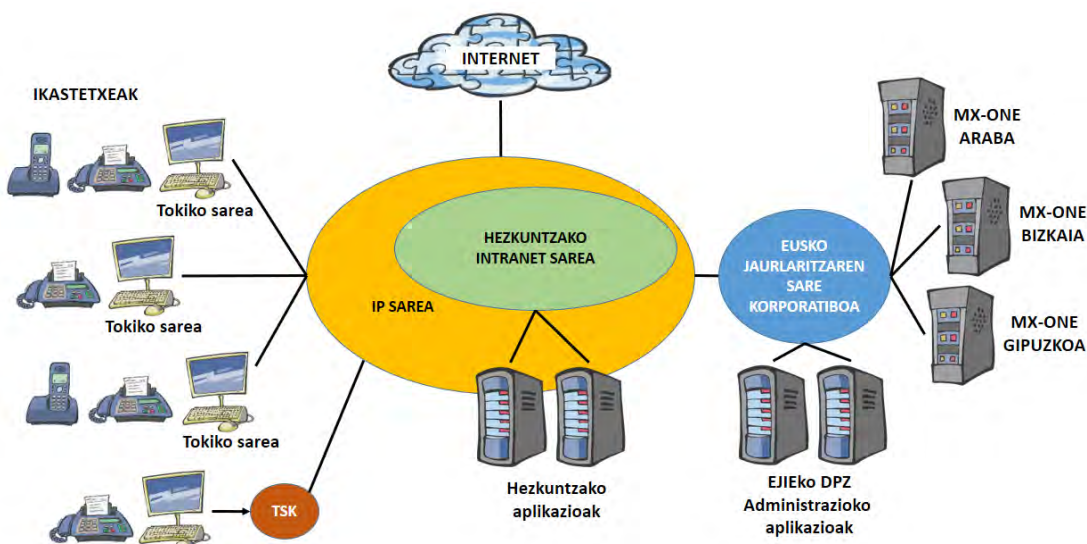 INTERNET
IKASTETXEAK
Tokiko sarea
Tokiko sarea
Tokiko sarea
TSK
HEZKUNTZAKO
INTRANET SAREA
IP SAREA
Hezkuntzako
aplikazioak
EUSKO
JAURLARITZAREN
SARE
KORPORATIBOA
EJIEko DPZ
Administrazioko
aplikazioak
MX-ONE
ARABA
MX-ONE
BIZKAIA
MX-ONE
GIPUZKOA